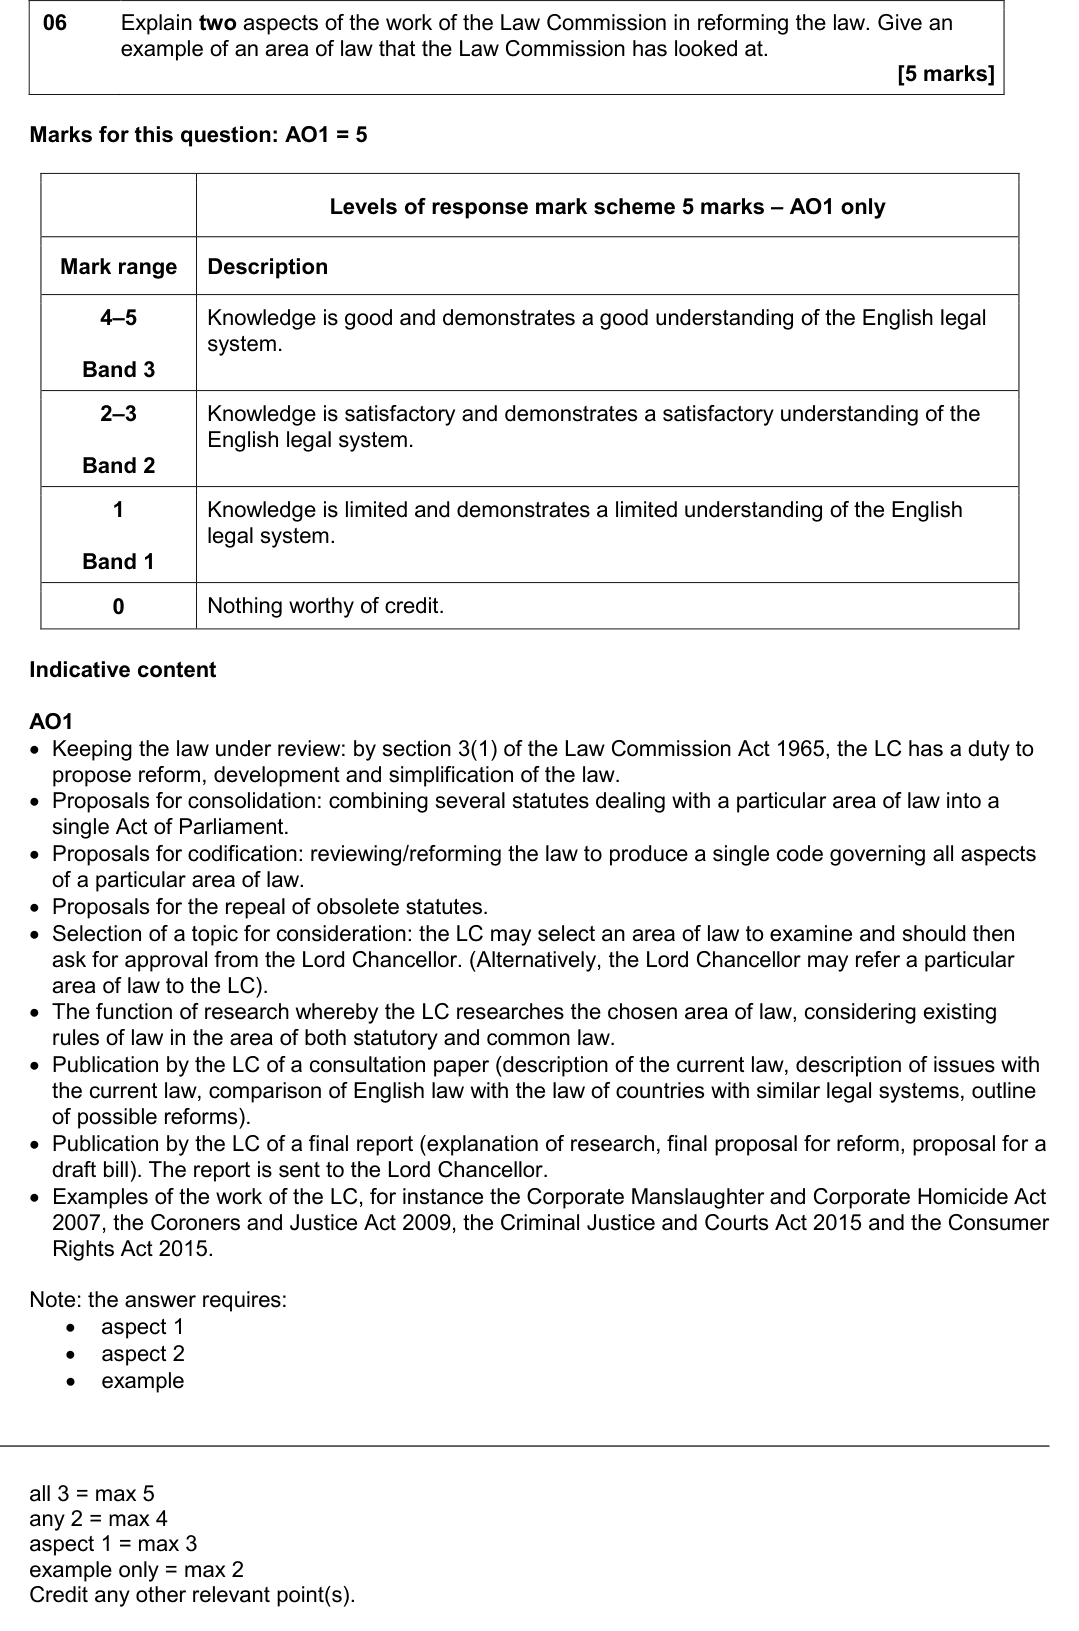 06 Explain two aspects of the work of the Law Commission in reforming the law. Give an
example of an area of law that the Law Commission has looked at.
[5 marks]
Marks for this question: AO1 = 5
Levels of response mark scheme 5 marks – AO1 only
Mark range Description
4–5
Band 3
Knowledge is good and demonstrates a good understanding of the English legal
system.
2–3
Band 2
Knowledge is satisfactory and demonstrates a satisfactory understanding of the
English legal system.
1
Band 1
Knowledge is limited and demonstrates a limited understanding of the English
legal system.
0 Nothing worthy of credit.
Indicative content
AO1
• Keeping the law under review: by section 3(1) of the Law Commission Act 1965, the LC has a duty to
propose reform, development and simplification of the law.
• Proposals for consolidation: combining several statutes dealing with a particular area of law into a
single Act of Parliament.
• Proposals for codification: reviewing/reforming the law to produce a single code governing all aspects
of a particular area of law.
• Proposals for the repeal of obsolete statutes.
• Selection of a topic for consideration: the LC may select an area of law to examine and should then
ask for approval from the Lord Chancellor. (Alternatively, the Lord Chancellor may refer a particular
area of law to the LC).
• The function of research whereby the LC researches the chosen area of law, considering existing
rules of law in the area of both statutory and common law.
• Publication by the LC of a consultation paper (description of the current law, description of issues with
the current law, comparison of English law with the law of countries with similar legal systems, outline
of possible reforms).
• Publication by the LC of a final report (explanation of research, final proposal for reform, proposal for a
draft bill). The report is sent to the Lord Chancellor.
• Examples of the work of the LC, for instance the Corporate Manslaughter and Corporate Homicide Act
2007, the Coroners and Justice Act 2009, the Criminal Justice and Courts Act 2015 and the Consumer
Rights Act 2015.
Note: the answer requires:
• aspect 1
• aspect 2
• example
all 3 = max 5
any 2 = max 4
aspect 1 = max 3
example only = max 2
Credit any other relevant point(s).